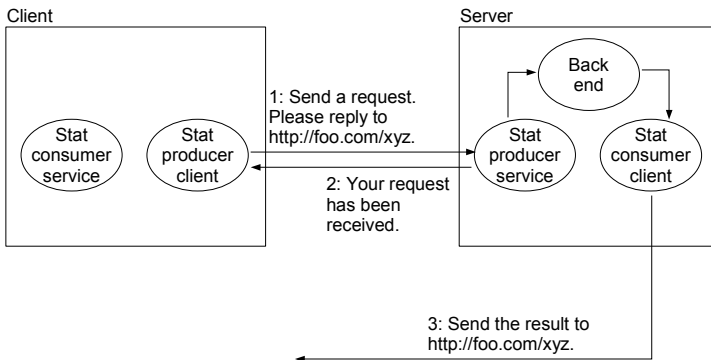 Client
Server
Back
end
1: Send a request.
Please reply to
http://foo.com/xyz.
Stat
consumer
service
Stat
producer
client
Stat
producer
service
Stat
consumer
client
2: Your request
has been
received.
3: Send the result to
http://foo.com/xyz.